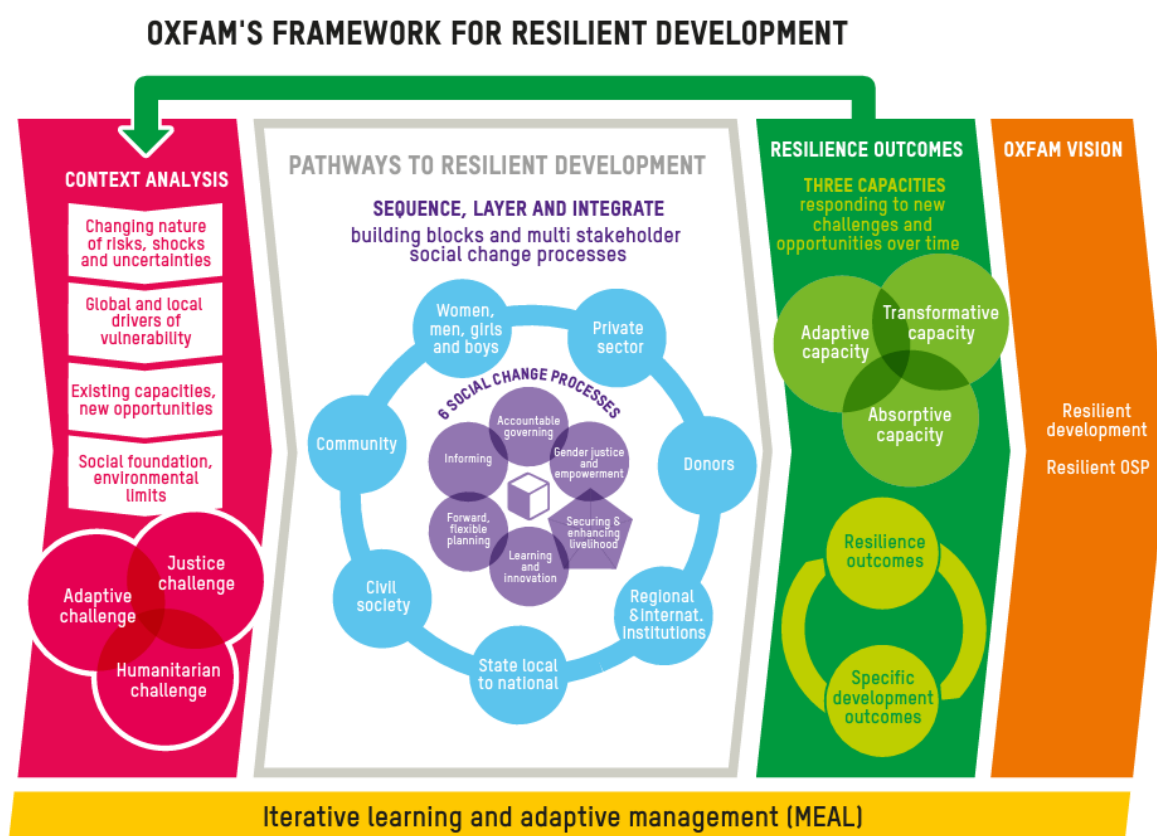 OXFAM'S FRAMEWORK FOR RESILIENT DEVELOPMENT
CONTEXT ANALYSIS
Changing nature
of risks, shocks
and uncertainties
Global and local
drivers of
vulnerability
Existing capacities,
new opportunities
Social foundation,
environmental
limits
Adaptive
challenge
Justice
challenge
Humanitarian
challenge
PATHWAYS TO RESILIENT DEVELOPMENT
SEQUENCE, LAYER AND INTEGRATE
building blocks and multi stakeholder
social change processes
Women,
men, girls
and boys
Private
sector
Donors
Regional
& Internat.
Institutions
State local
to national
Civil
society
Community
6 SOCIAL CHANGE PROCESSES
Accountable
governing
Gender justice
and
empowerment
Securing &
enhancing
livelihood
Learning
and
innovation
Forward,
flexible
planning
Informing
RESILIENCE OUTCOMES
THREE CAPACITIES
responding to new
challenges and
opportunities over time
Adaptive
capacity
Transformative
capacity
Absorptive
capacity
Resilience
outcomes
Specific
development
outcomes
OXFAM VISION
Resilient
development
Resilient OSP
Iterative learning and adaptive management (MEAL)